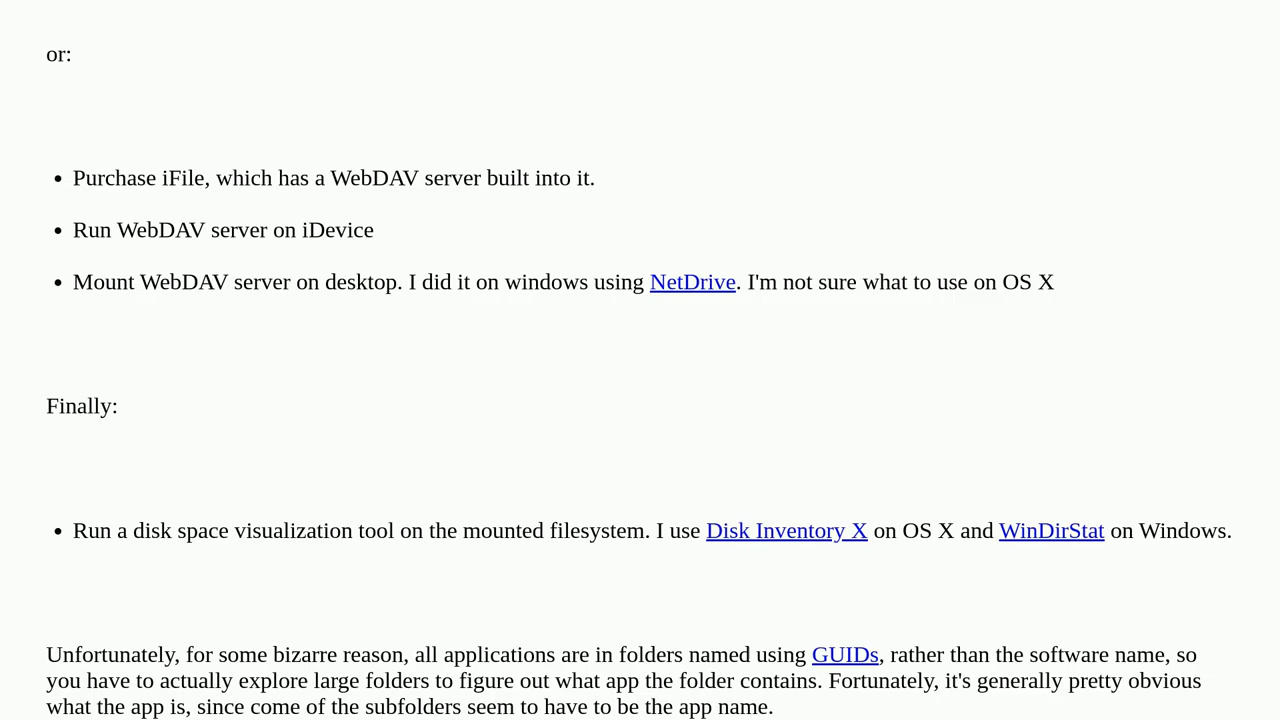 or:
• Purchase iFile, which has a WebDAV server built into it.
• Run WebDAV server on iDevice
• Mount WebDAV server on desktop. I did it on windows using NetDrive. I'm not sure what to use on OS X
Finally:
• Run a disk space visualization tool on the mounted filesystem. I use Disk Inventory X on OS X and WinDirStat on Windows.
Unfortunately, for some bizarre reason, all applications are in folders named using GUIDs, rather than the software name, so
you have to actually explore large folders to figure out what app the folder contains. Fortunately, it's generally pretty obvious
what the app is, since come of the subfolders seem to have to be the app name.